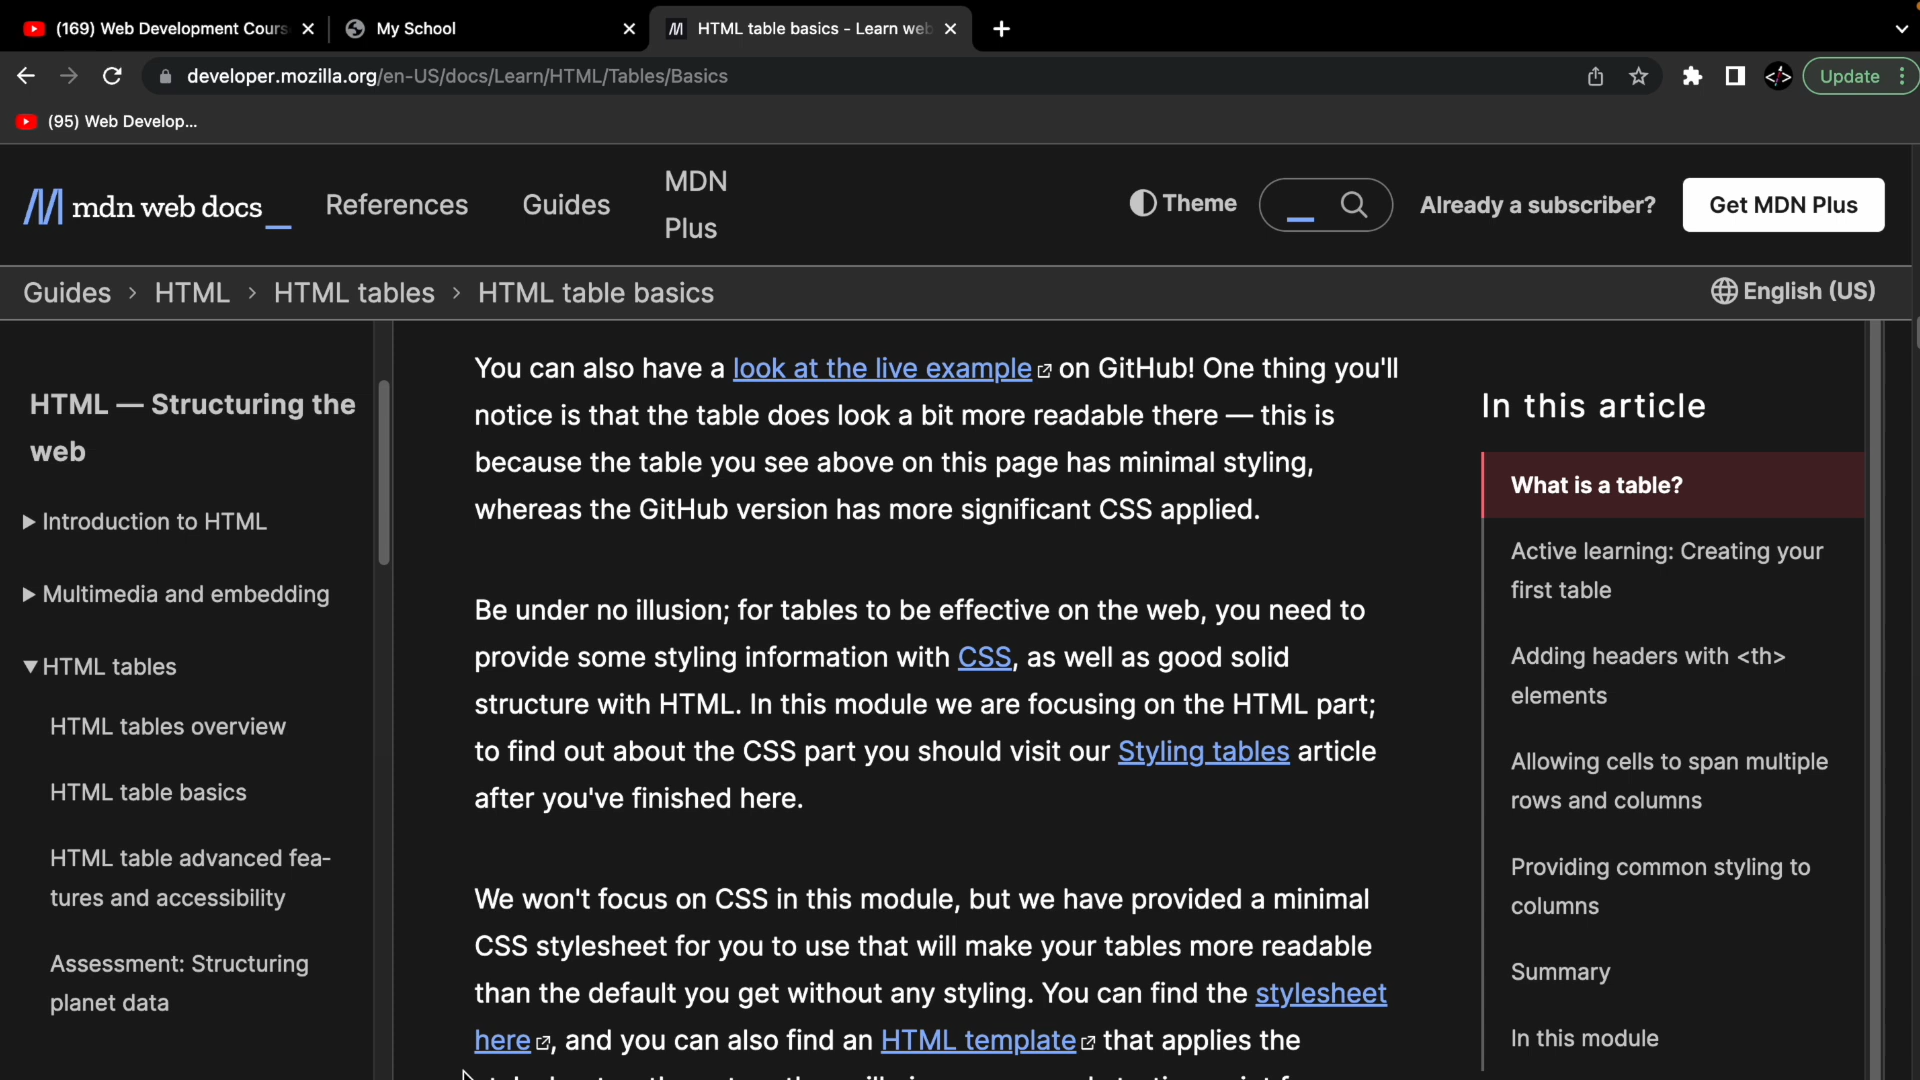 (169) Web Development Cours
My School
HTML table basics - Learn web
developer.mozilla.org/en-US/docs/Learn/HTML/Tables/Basics
Update
(95) Web Develop...
mdn web docs
References
Guides
MDN
Plus
Theme
Already a subscriber?
Get MDN Plus
Guides > HTML > HTML tables > HTML table basics
English (US)
HTML — Structuring the
web
Introduction to HTML
Multimedia and embedding
HTML tables
HTML tables overview
HTML table basics
HTML table advanced fea-
tures and accessibility
Assessment: Structuring
planet data
You can also have a look at the live example on GitHub! One thing you'll
notice is that the table does look a bit more readable there — this is
because the table you see above on this page has minimal styling,
whereas the GitHub version has more significant CSS applied.
Be under no illusion; for tables to be effective on the web, you need to
provide some styling information with CSS, as well as good solid
structure with HTML. In this module we are focusing on the HTML part;
to find out about the CSS part you should visit our Styling tables article
after you've finished here.
We won't focus on CSS in this module, but we have provided a minimal
CSS stylesheet for you to use that will make your tables more readable
than the default you get without any styling. You can find the stylesheet
here, and you can also find an HTML template that applies the
In this article
What is a table?
Active learning: Creating your
first table
Adding headers with <th>
elements
Allowing cells to span multiple
rows and columns
Providing common styling to
columns
Summary
In this module